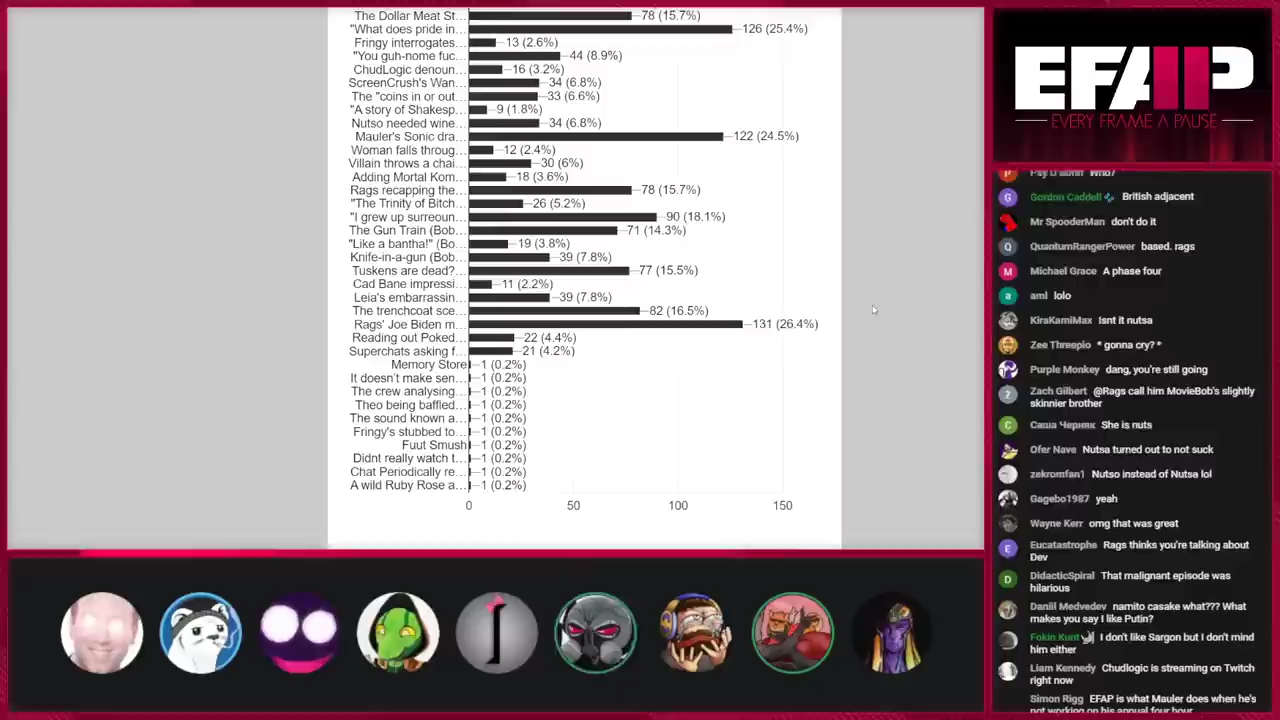 The Dollar Meat St... 78 (15.7%)
"What does pride in... 126 (25.4%)
Fringy interrogates... 13 (2.6%)
"You guh-nome fuc... 44 (8.9%)
ChudLogic denoun... 16 (3.2%)
ScreenCrush's Wan... 34 (6.8%)
The "coins in or out... 33 (6.6%)
"A story of Shakesp... 9 (1.8%)
Nutso needed wine... 34 (6.8%)
Mauler's Sonic dra... 122 (24.5%)
Woman falls throug... 12 (2.4%)
Villain throws a chai... 30 (6%)
Adding Mortal Kom... 18 (3.6%)
Rags recapping the... 78 (15.7%)
"The Trinity of Bitch... 26 (5.2%)
"I grew up surroun... 90 (18.1%)
The Gun Train (Bob... 71 (14.3%)
"Like a bantha!" (Bo... 19 (3.8%)
Knife-in-a-gun (Bob... 39 (7.8%)
Tuskens are dead?... 77 (15.5%)
Cad Bane impressi... 11 (2.2%)
Leia's embarrassin... 39 (7.8%)
The trenchcoat sce... 82 (16.5%)
Rags' Joe Biden m... 131 (26.4%)
Reading out Poked... 22 (4.4%)
Superchats asking f... 21 (4.2%)
Memory Store 1 (0.2%)
It doesn't make sen... 1 (0.2%)
The crew analysing... 1 (0.2%)
Theo being baffled... 1 (0.2%)
The sound known a... 1 (0.2%)
Fringy's stubbed to... 1 (0.2%)
Fuut Smush 1 (0.2%)
Didnt really watch t... 1 (0.2%)
Chat Periodically re... 1 (0.2%)
A wild Ruby Rose a... 1 (0.2%)
0 50 100 150
EFAP
EVERY FRAME A PAUSE
Gordon Caddell British adjacent
Mr SpooderMan don't do it
QuantumRangerPower based. rags
Michael Grace A phase four
aml lolo
KiraKamiMax Isnt it nutsa
Zee Threepio * gonna cry? *
Purple Monkey dang, you're still going
Zach Gilbert @Rags call him MovieBob's slightly
skinnier brother
Саша Черняк She is nuts
Ofer Nave Nutsa turned out to not suck
zekromfan1 Nutso instead of Nutsa lol
Gagebo1987 yeah
Wayne Kerr omg that was great
Eucatastrophe Rags thinks you're talking about
Dev
DidacticSpiral That malignant episode was
hilarious
Daniil Medvedev namito casake what??? What
makes you say I like Putin?
Fokin Kunt I don't like Sargon but I don't mind
him either
Liam Kennedy Chudlogic is streaming on Twitch
right now
Simon Rigg EFAP is what Mauler does when he's
not working on his annual four hour